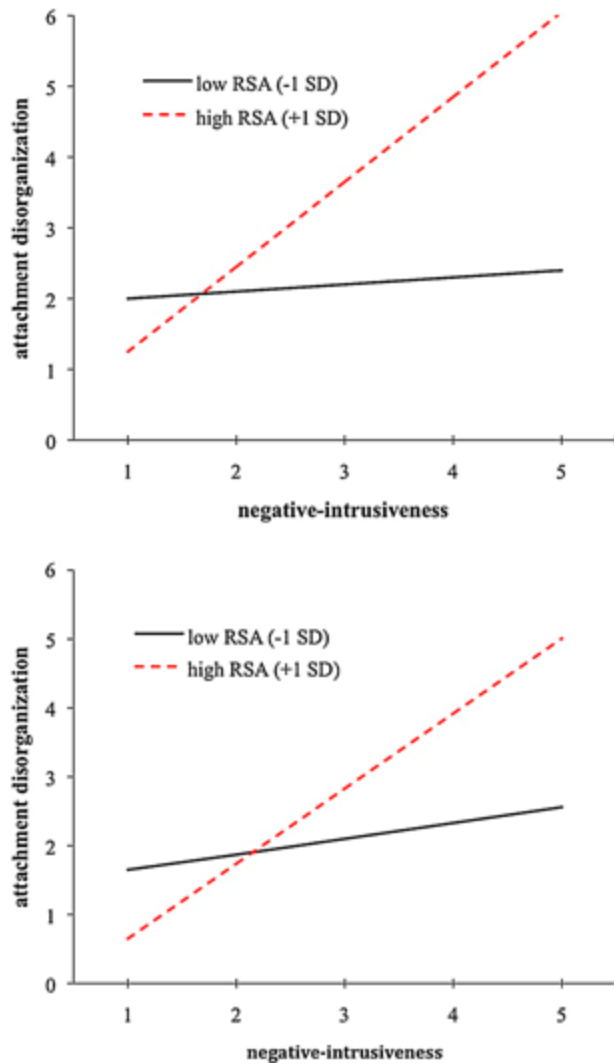 6
low RSA (-1 SD)
5
high RSA (+1 SD)
4
3
2
1
0
attachment disorganization
1 2 3 4 5
negative-intrusiveness
6
low RSA (-1 SD)
5
high RSA (+1 SD)
4
3
2
1
0
attachment disorganization
1 2 3 4 5
negative-intrusiveness